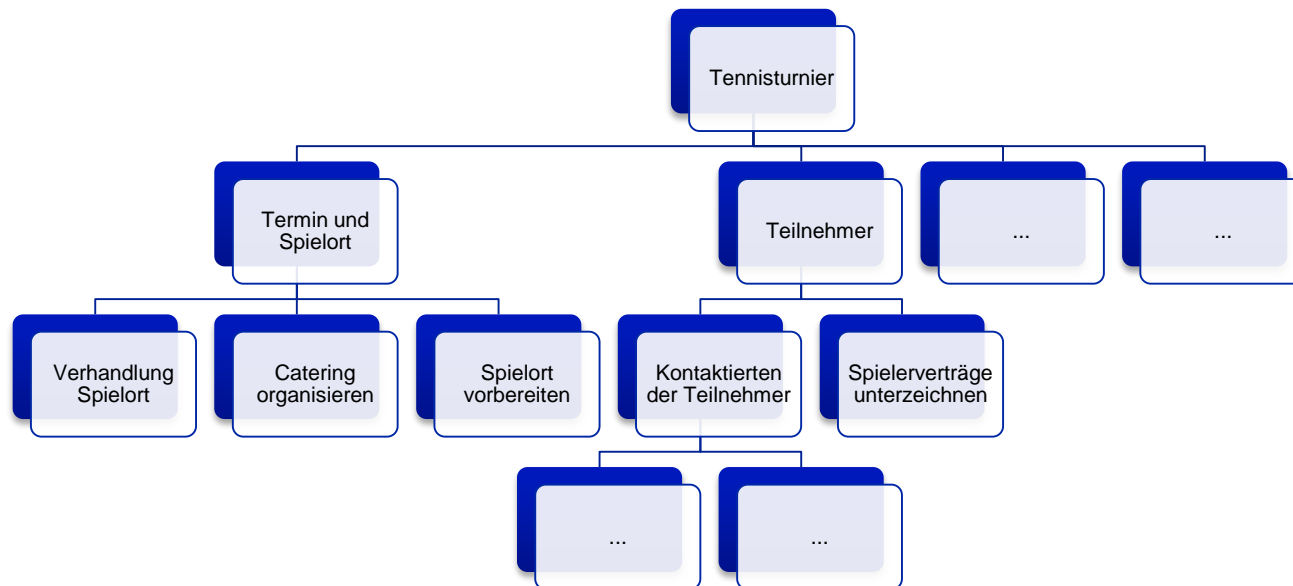 Tennisturnier
Termin und
Spielort
Teilnehmer
...
...
Verhandlung
Spielort
Catering
organisieren
Spielort
vorbereiten
Kontaktierten
der Teilnehmer
Spielerverträge
unterzeichnen
...
...